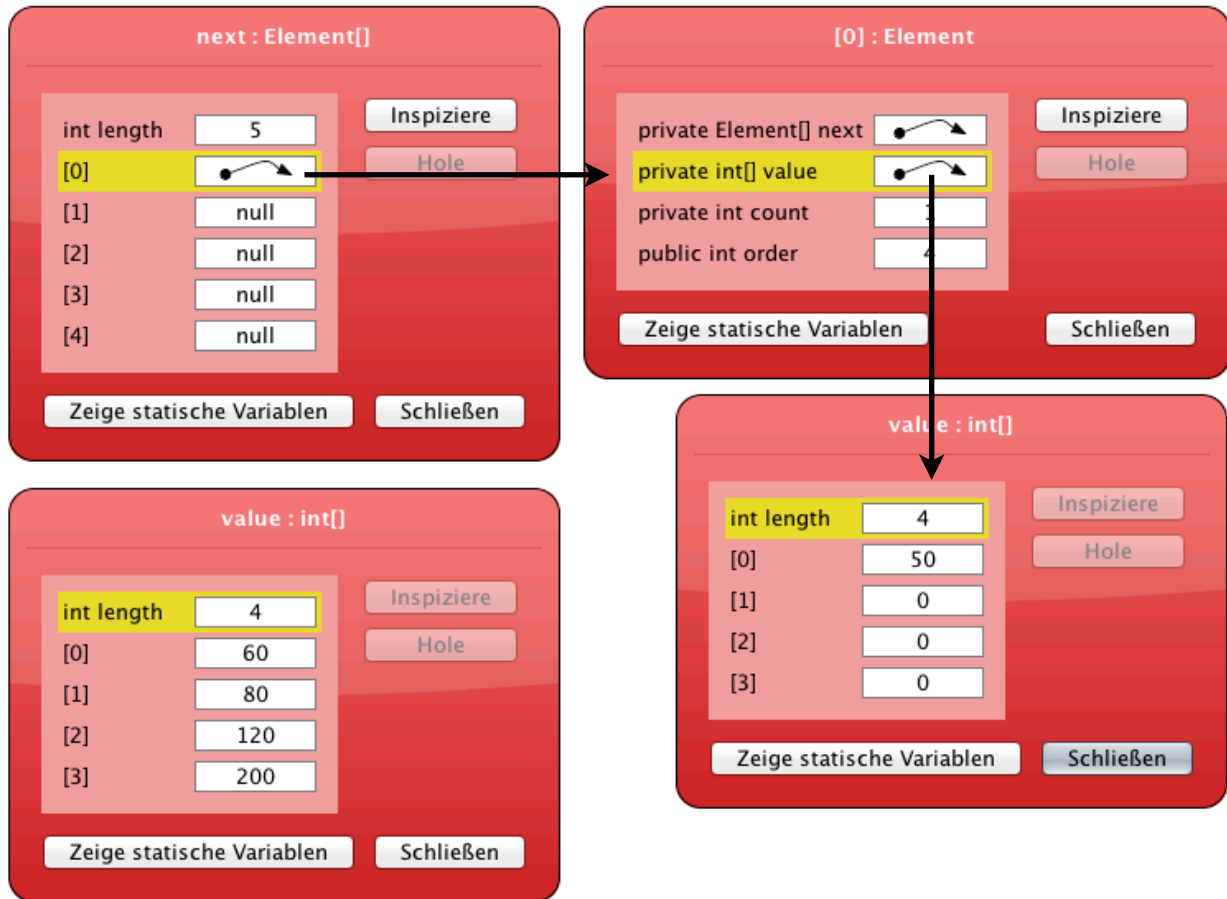 next : Element[]
int length 5
[0]
[1] null
[2] null
[3] null
[4] null
Inspiziere
Hole
Zeige statische Variablen Schließen
[0] : Element
private Element[] next
private int[] value
private int count 1
public int order 4
Inspiziere
Hole
Zeige statische Variablen Schließen
value : int[]
int length 4
[0] 60
[1] 80
[2] 120
[3] 200
Inspiziere
Hole
Zeige statische Variablen Schließen
value : int[]
int length 4
[0] 50
[1] 0
[2] 0
[3] 0
Inspiziere
Hole
Zeige statische Variablen Schließen